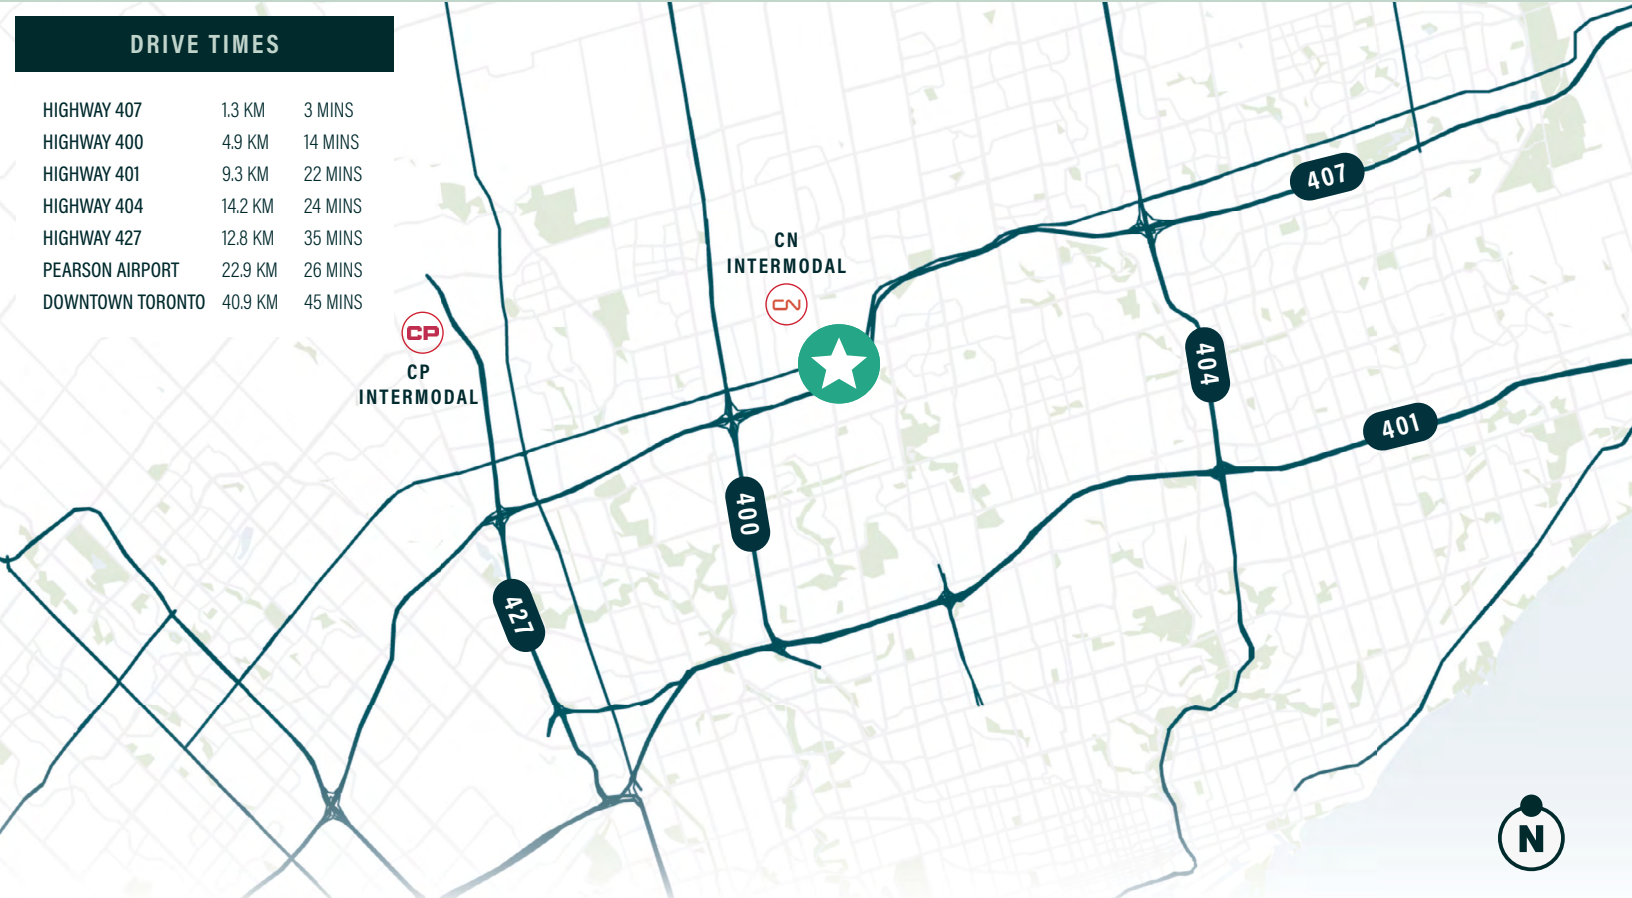 DRIVE TIMES
HIGHWAY 407 1.3 KM 3 MINS
HIGHWAY 400 4.9 KM 14 MINS
HIGHWAY 401 9.3 KM 22 MINS
HIGHWAY 404 14.2 KM 24 MINS
HIGHWAY 427 12.8 KM 35 MINS
PEARSON AIRPORT 22.9 KM 26 MINS
DOWNTOWN TORONTO 40.9 KM 45 MINS
407
CN
INTERMODAL
CN
CP
CP
INTERMODAL
404
401
400
427
N